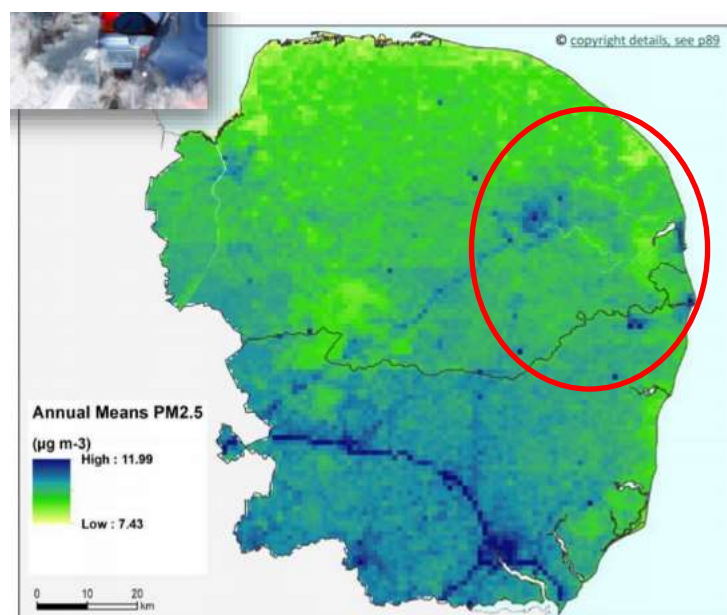 © copyright details, see p89
Annual Means PM2.5
(µg m-3)
High : 11.99
Low : 7.43
0 10 20
km